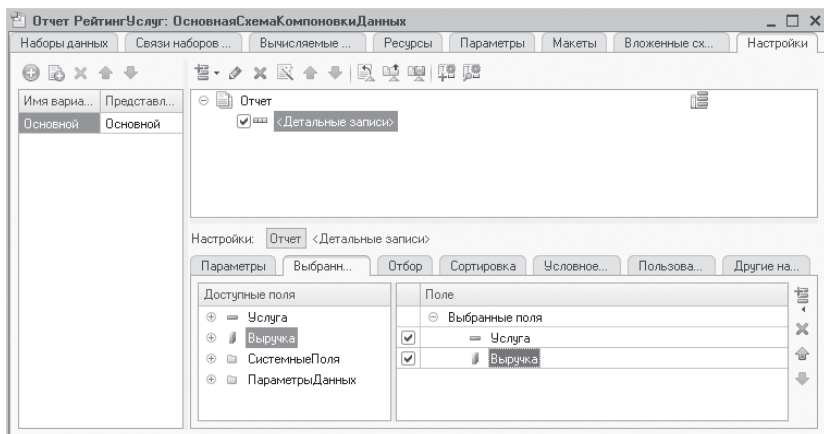 Отчет РейтингУслуг: ОсновнаяСхемаКомпоновкиДанных
Наборы данных Связи наборов ... Вычисляемые ... Ресурсы Параметры Макеты Вложенные сх... Настройки
Имя вариа... Представл...
Основной Основной
Отчет
<Детальные записи>
Настройки: Отчет <Детальные записи>
Параметры Выбранн... Отбор Сортировка Условное... Пользова... Другие на...
Доступные поля
Услуга
Выручка
СистемныеПоля
ПараметрыДанных
Поле
Выбранные поля
Услуга
Выручка